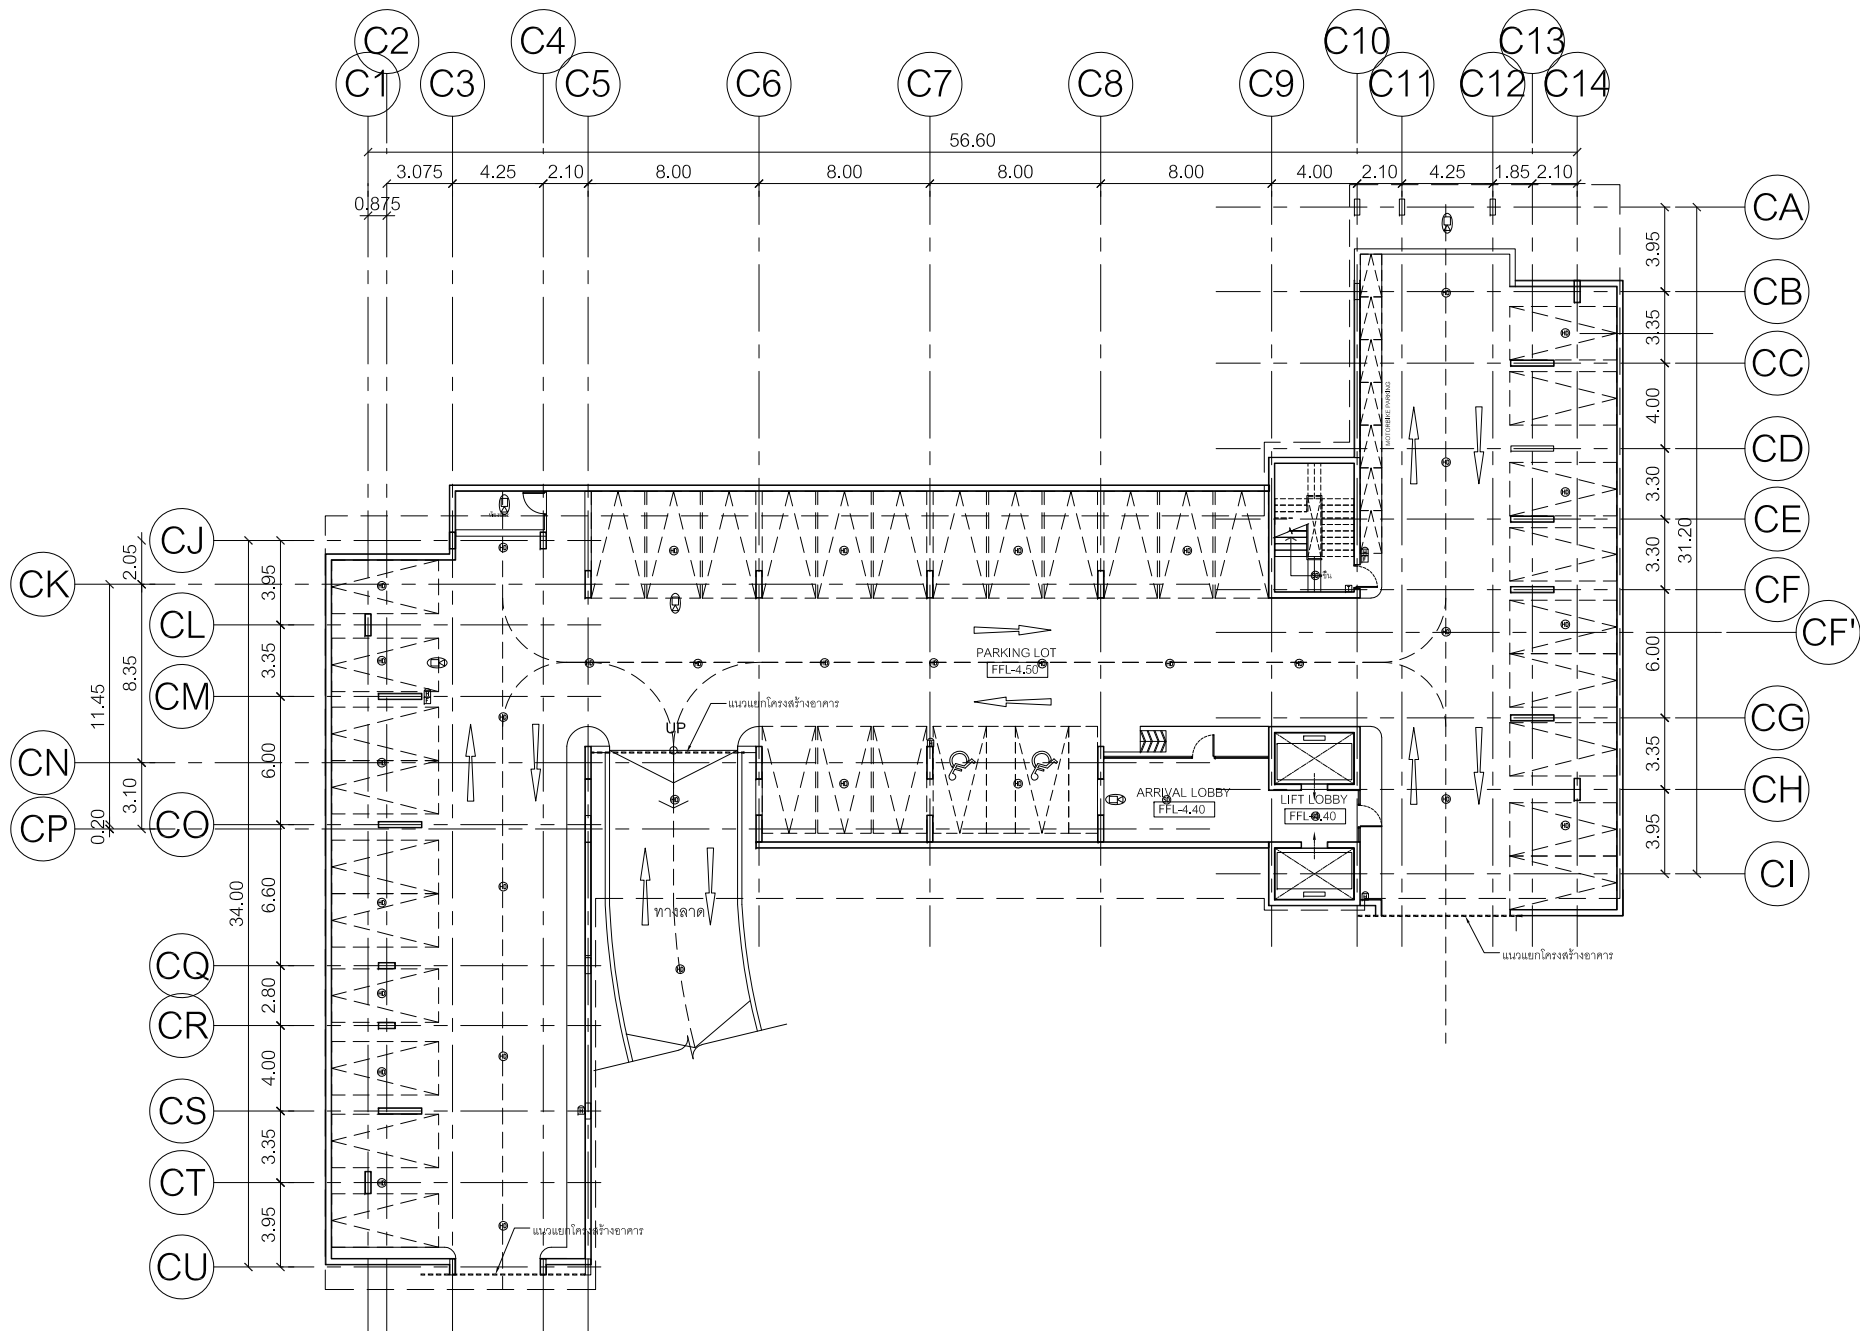 C2 C4 C10 C13
C1 C3 C5 C6 C7 C8 C9 C11 C12 C14
56.60
3.075 4.25 2.10 8.00 8.00 8.00 8.00 4.00 2.10 4.25 1.85 2.10
0.875
CA
3.95
CB
3.35
CC
4.00
MOTORBIKE PARKING
CD
3.30
CE
31.20
3.30
CF
CF'
6.00
CG
3.35
CH
3.95
CI
CJ
2.05
3.95
CK
CL
8.35
3.35
11.45
CM
6.00
CN
3.10
0.20
CP
CO
34.00
6.60
CQ
2.80
CR
4.00
CS
3.35
CT
3.95
CU
ขึ้น
PARKING LOT
FFL-4.50
แนวแยกโครงสร้างอาคาร
UP
ARRIVAL LOBBY
FFL-4.40
LIFT LOBBY
FFL-4.40
ทางลาด
แนวแยกโครงสร้างอาคาร
แนวแยกโครงสร้างอาคาร